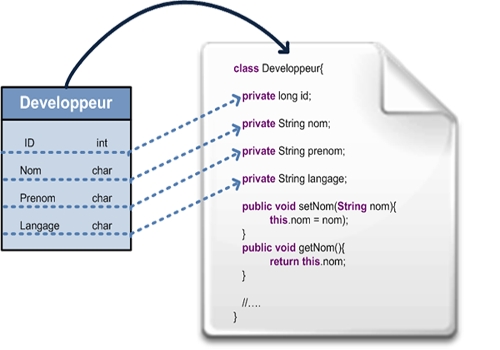 Developpeur
ID int
Nom char
Prenom char
Langage char
class Developpeur{
private long id;
private String nom;
private String prenom;
private String langage;
public void setNom(String nom){
this.nom = nom);
}
public void getNom(){
return this.nom;
}
//....
}